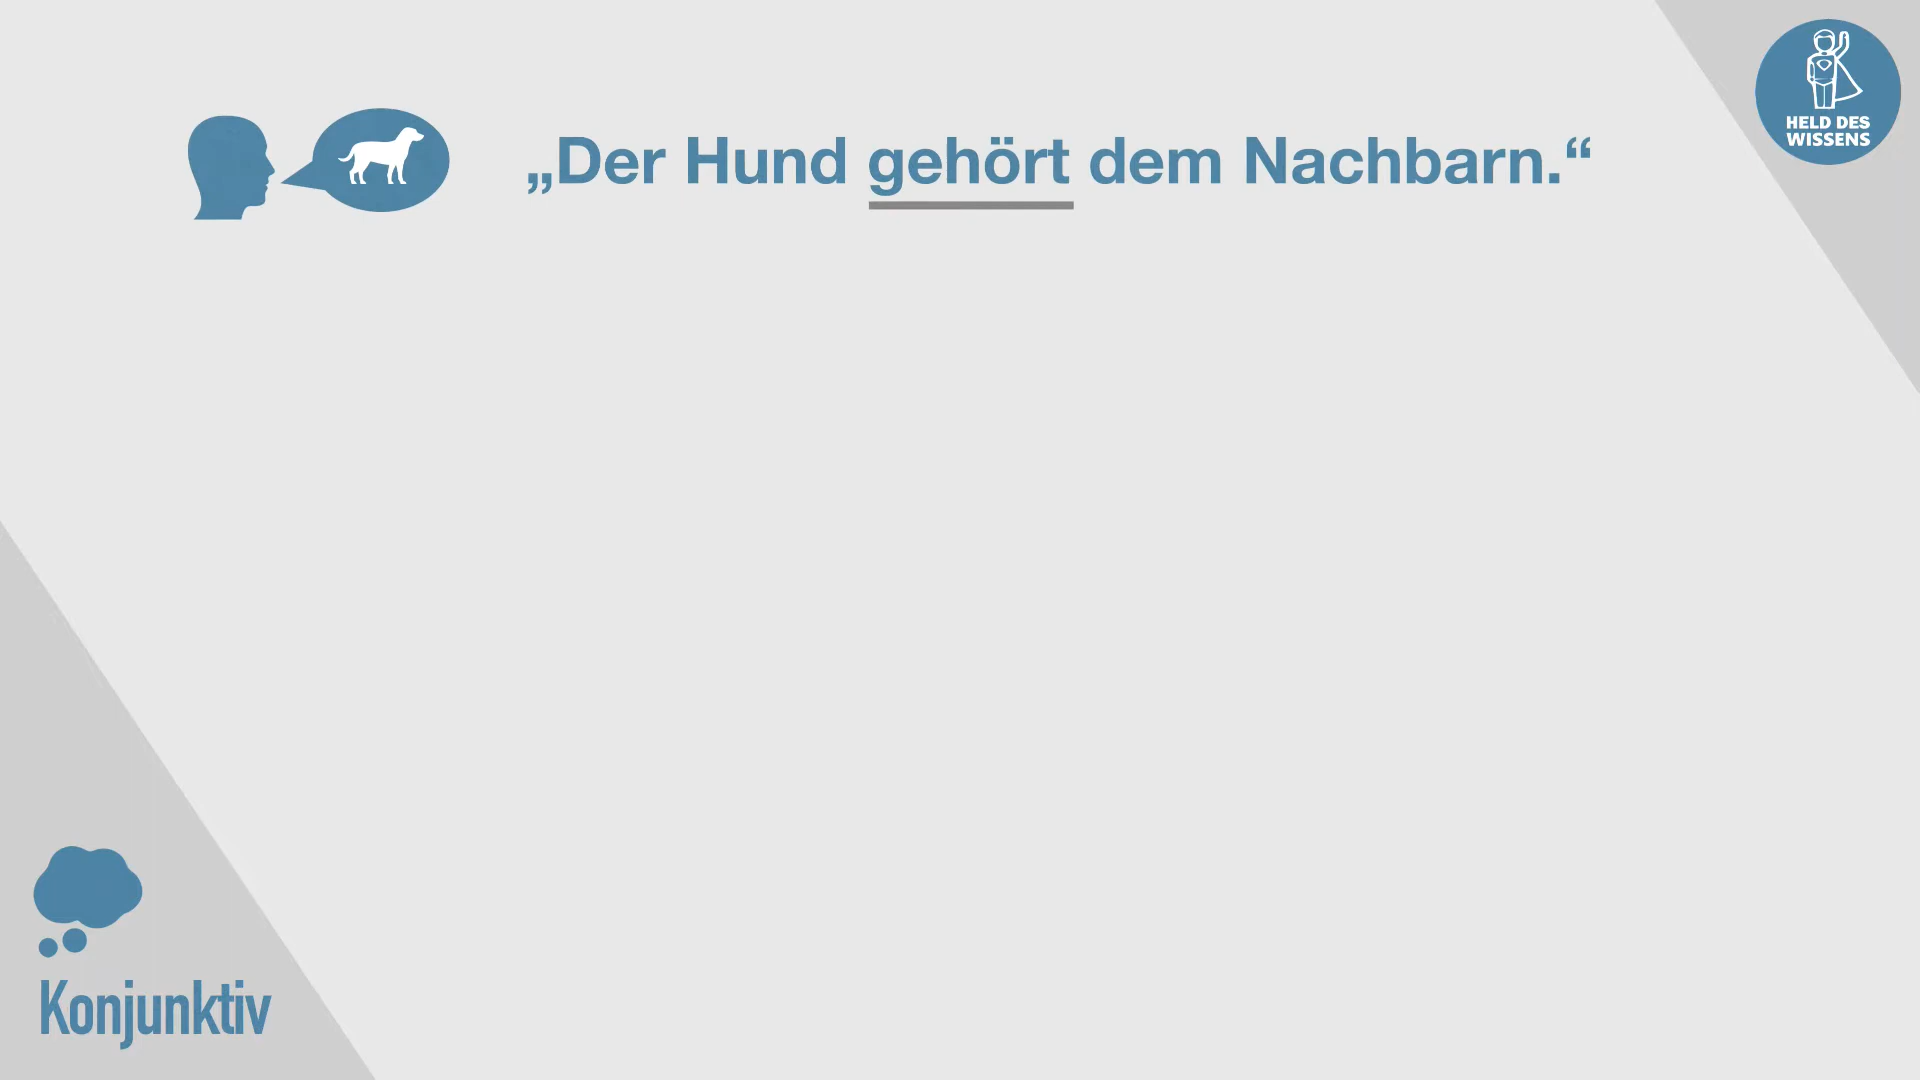 „Der Hund gehört dem Nachbarn.“
HELD DES
WISSENS
Konjunktiv